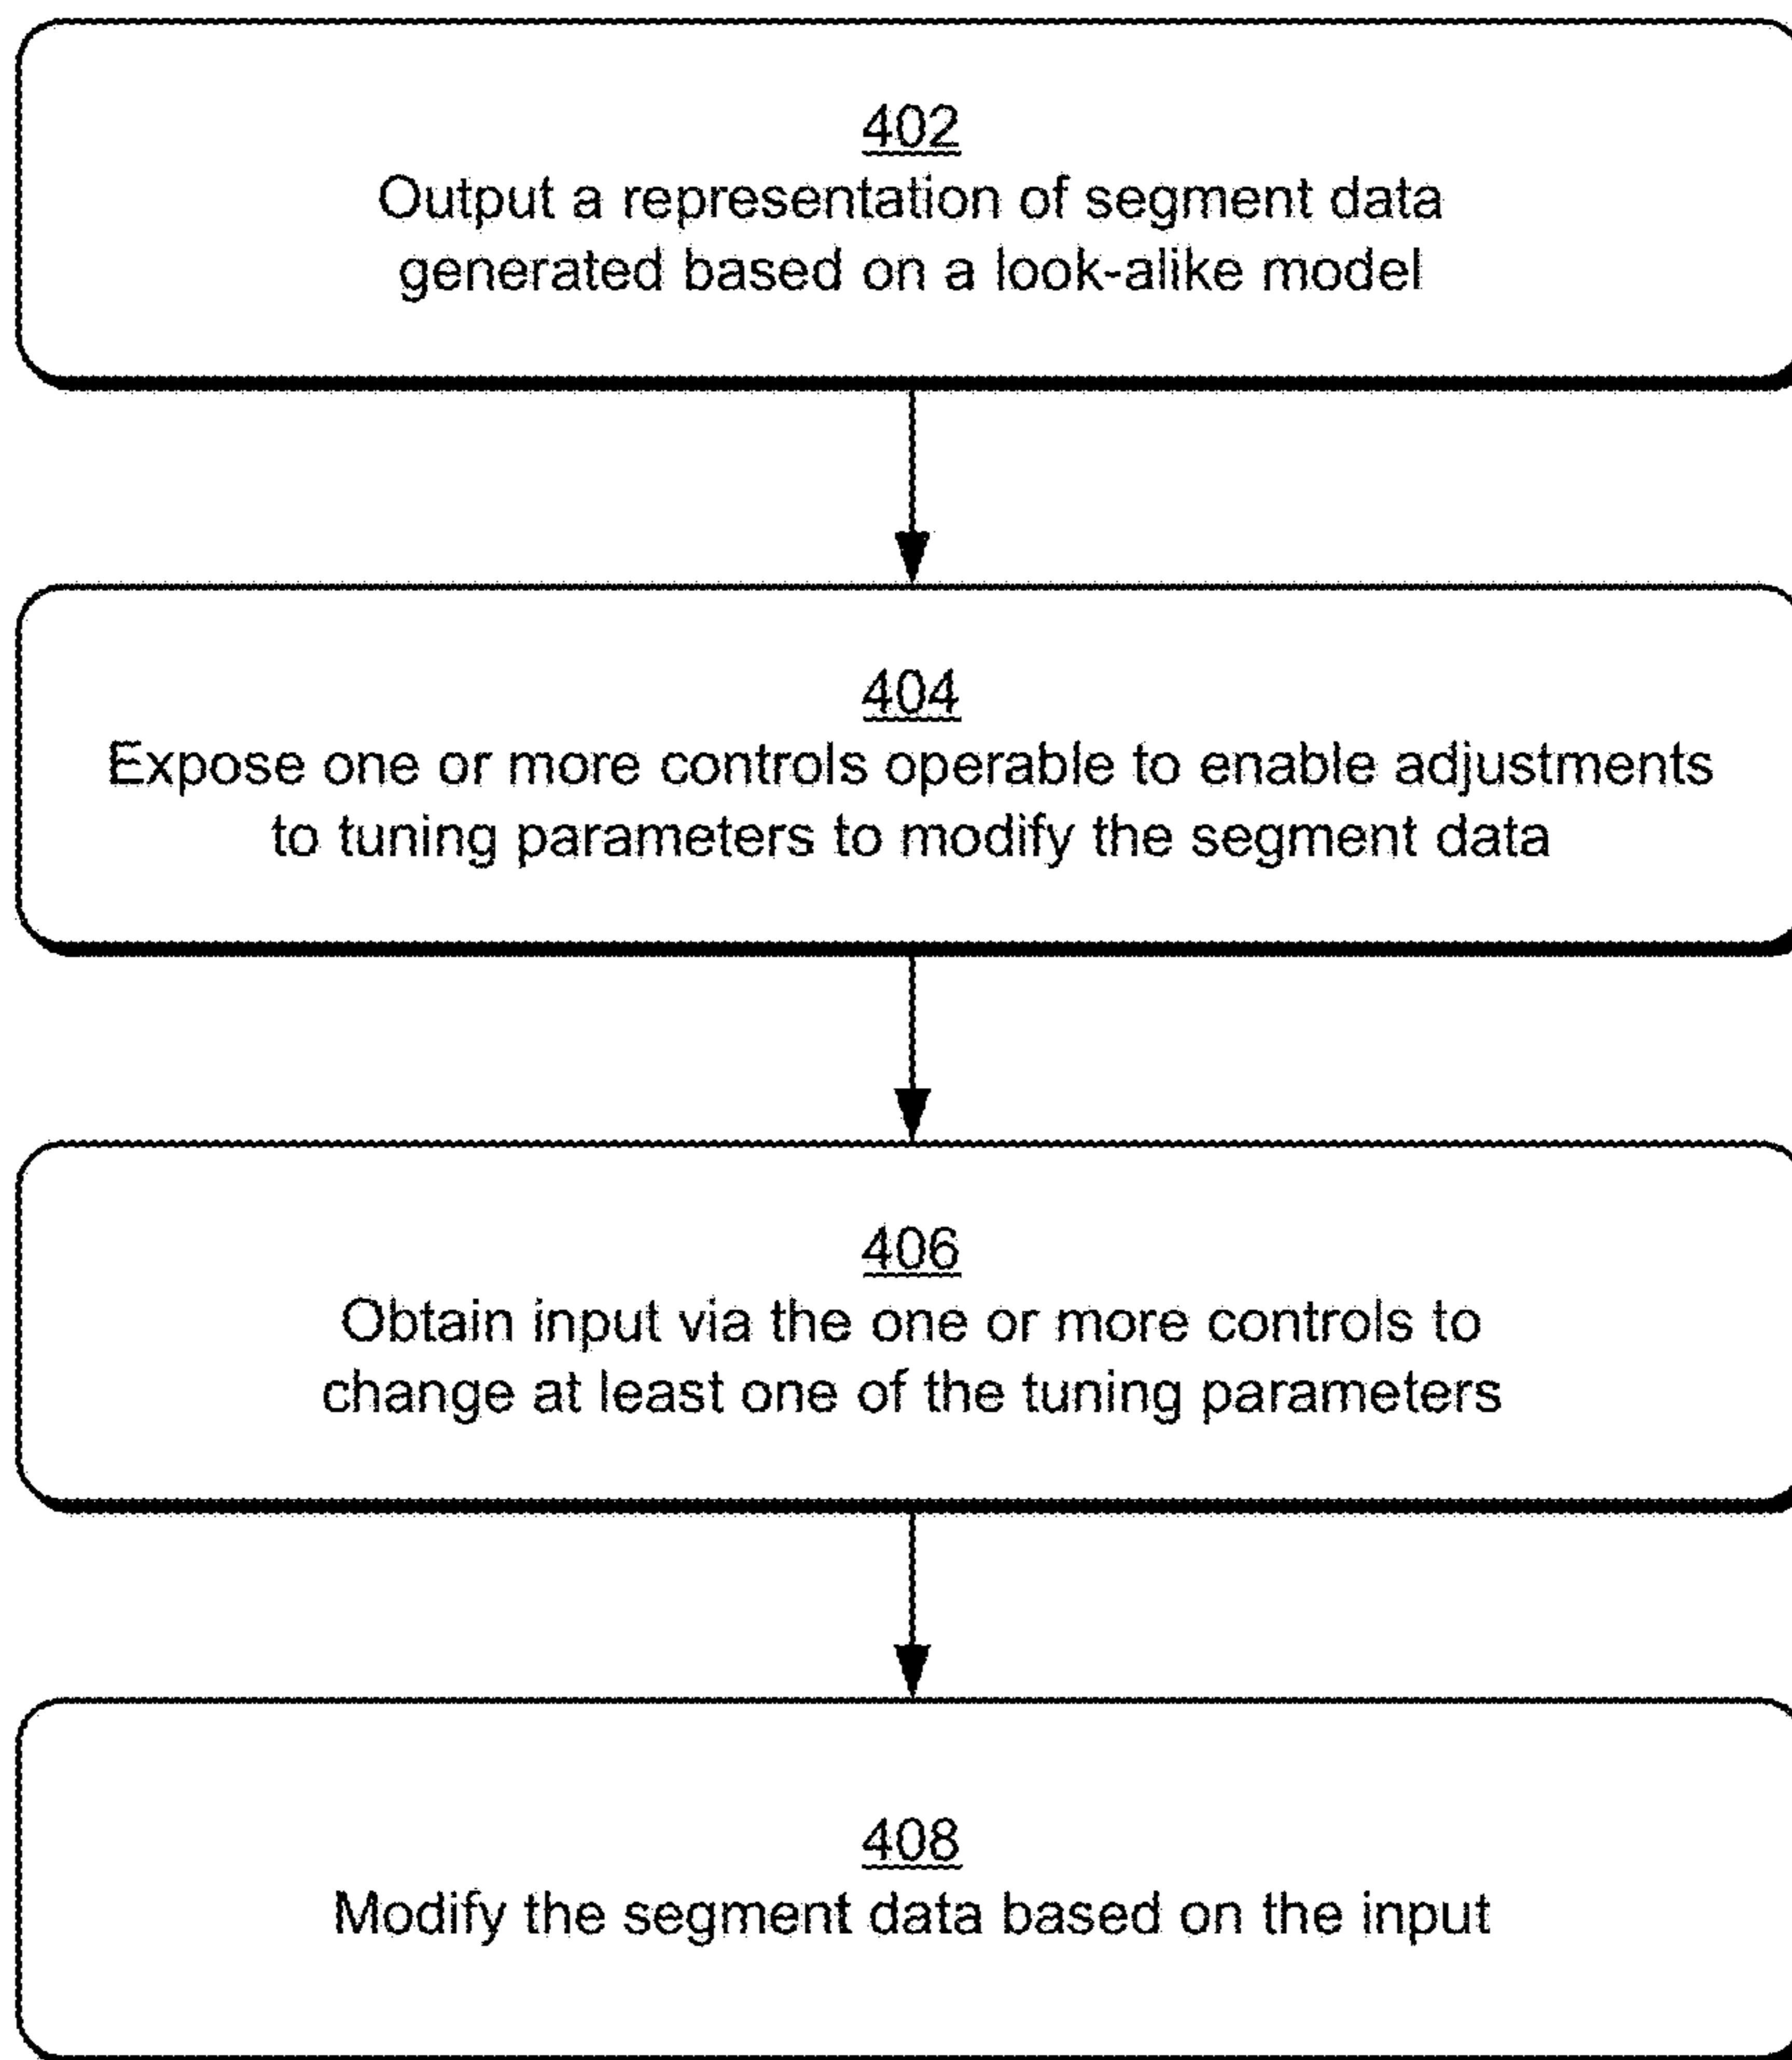 402
Output a representation of segment data
generated based on a look-alike model
404
Expose one or more controls operable to enable adjustments
to tuning parameters to modify the segment data
406
Obtain input via the one or more controls to
change at least one of the tuning parameters
408
Modify the segment data based on the input